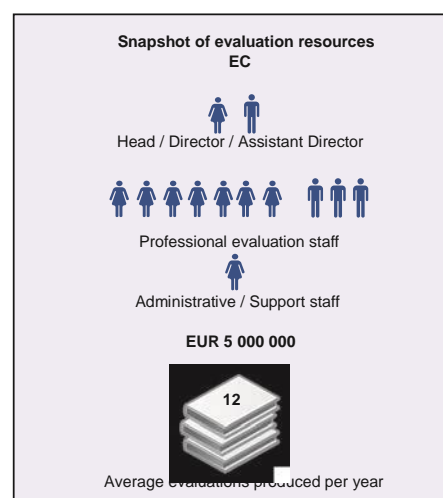 Snapshot of evaluation resources
EC
Head / Director / Assistant Director
Professional evaluation staff
Administrative / Support staff
EUR 5 000 000
12
Average evaluations produced per year